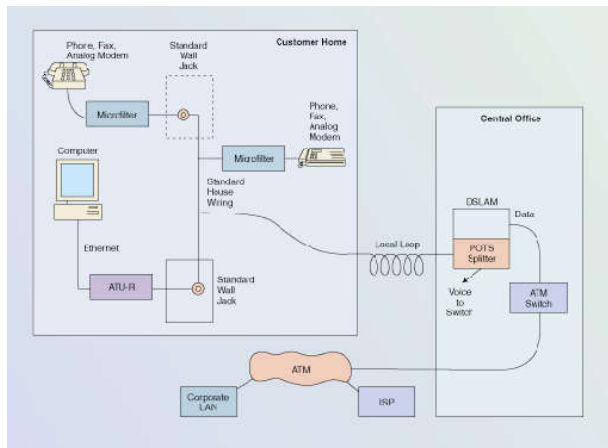 Customer Home
Phone, Fax,
Analog Modem
Standard
Wall
Jack
Microfilter
Phone,
Fax,
Analog
Modem
Microfilter
Computer
Standard
House
Wiring
Ethernet
ATU-R
Standard
Wall
Jack
Local Loop
Central Office
DSLAM
Data
POTS
Splitter
Voice
to
Switch
ATM
Switch
ATM
Corporate
LAN
ISP